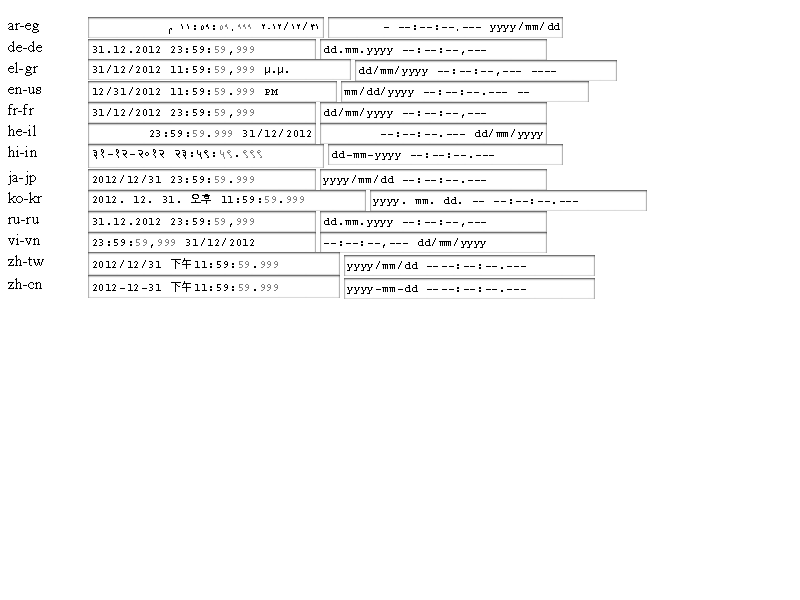 ar-eg ٢٠١٢/١٢/٣١ ١١:٥٩:٥٩٫٩٩٩ م - --:--:--.--- yyyy/mm/dd
de-de 31.12.2012 23:59:59,999 dd.mm.yyyy --:--:--,---
el-gr 31/12/2012 11:59:59,999 μ.μ. dd/mm/yyyy --:--:--,--- ----
en-us 12/31/2012 11:59:59.999 PM mm/dd/yyyy --:--:--.--- --
fr-fr 31/12/2012 23:59:59,999 dd/mm/yyyy --:--:--,---
he-il 23:59:59.999 31/12/2012 --:--:--.--- dd/mm/yyyy
hi-in ३१-१२-२०१२ २३:५९:५९.९९९ dd-mm-yyyy --:--:--.---
ja-jp 2012/12/31 23:59:59.999 yyyy/mm/dd --:--:--.---
ko-kr 2012. 12. 31. 오후 11:59:59.999 yyyy. mm. dd. -- --:--:--.---
ru-ru 31.12.2012 23:59:59,999 dd.mm.yyyy --:--:--,---
vi-vn 23:59:59,999 31/12/2012 --:--:--,--- dd/mm/yyyy
zh-tw 2012/12/31 下午11:59:59.999 yyyy/mm/dd ----:--:--.---
zh-cn 2012-12-31 下午11:59:59.999 yyyy-mm-dd ----:--:--.---